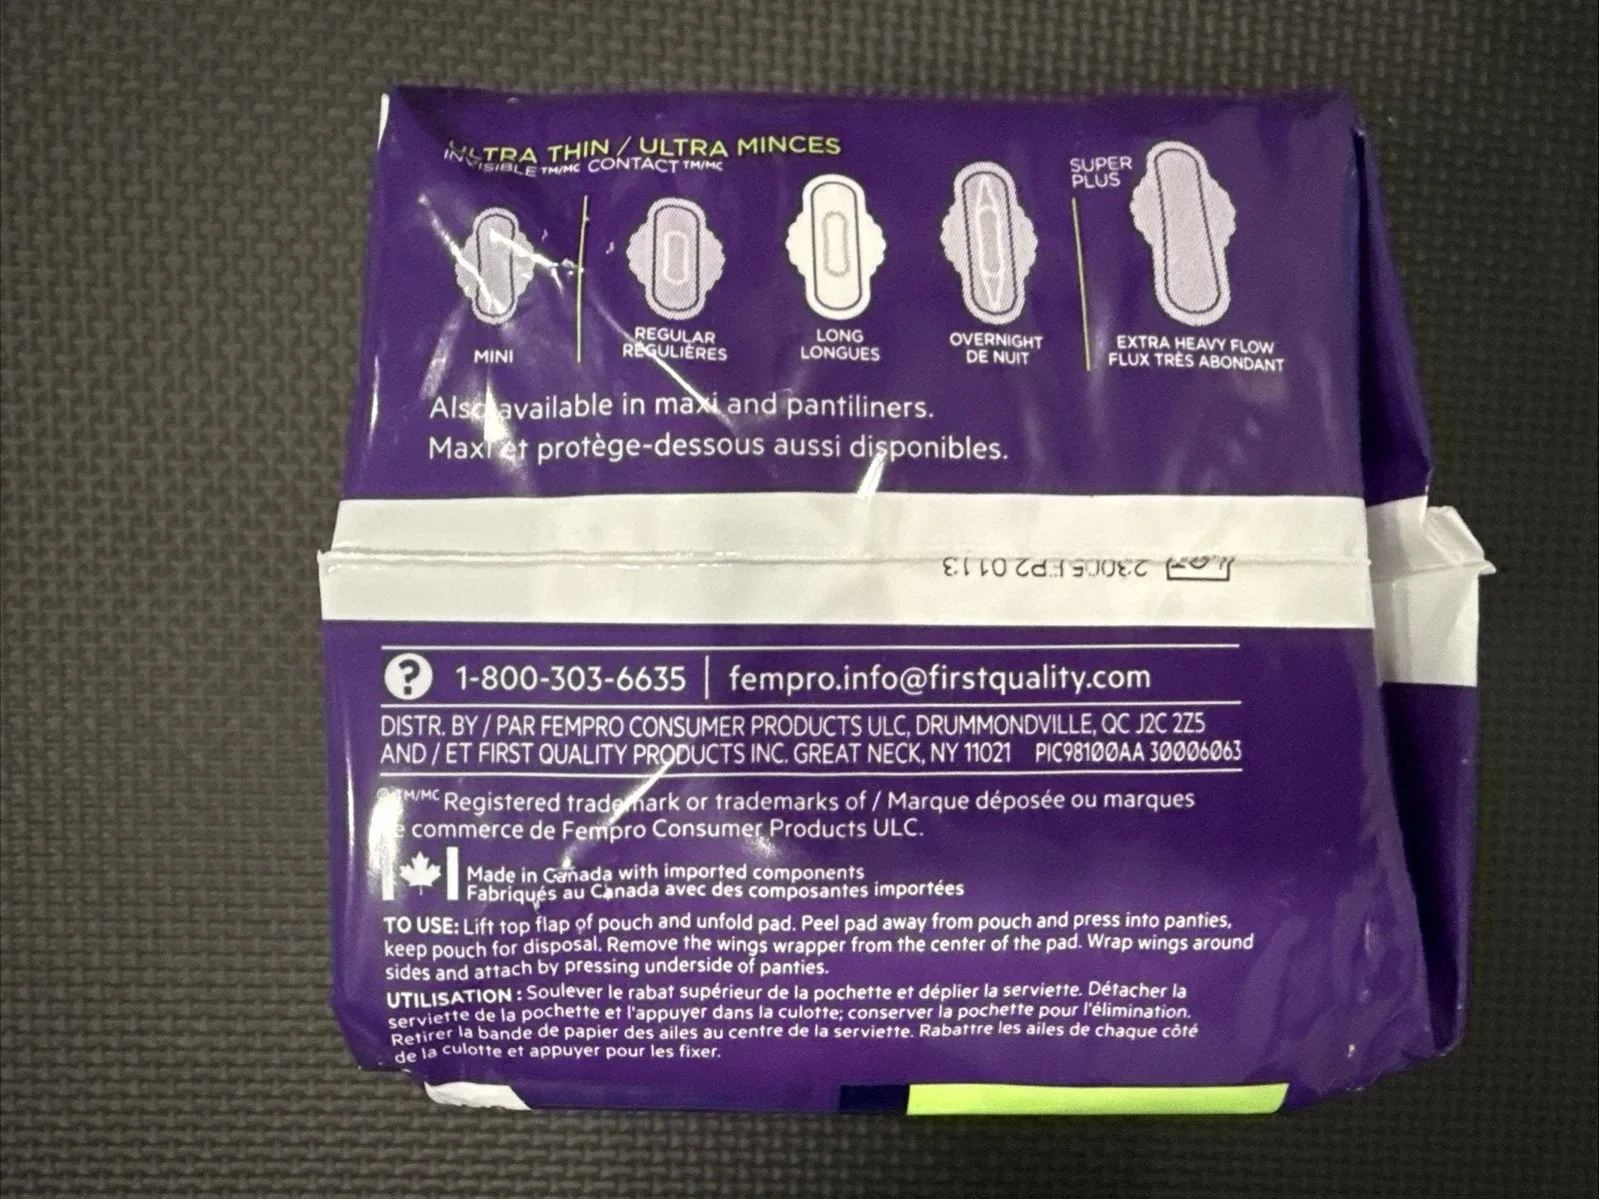 ULTRA THIN / ULTRA MINCES
INVISIBLE TM/MC CONTACT TM/MC
SUPER
PLUS
MINI
REGULAR
RÉGULIÈRES
LONG
LONGUES
OVERNIGHT
DE NUIT
EXTRA HEAVY FLOW
FLUX TRÈS ABONDANT
Also available in maxi and pantiliners.
Maxi et protège-dessous aussi disponibles.
0113
? 1-800-303-6635 | fempro.info@firstquality.com
DISTR. BY / PAR FEMPRO CONSUMER PRODUCTS ULC, DRUMMONDVILLE, QC J2C 2Z5
AND / ET FIRST QUALITY PRODUCTS INC. GREAT NECK, NY 11021 PIC98100AA 30006063
TM/MC Registered trademark or trademarks of / Marque déposée ou marques
commerce de Fempro Consumer Products ULC.
Made in Canada with imported components
Fabriqués au Canada avec des composantes importées
TO USE: Lift top flap of pouch and unfold pad. Peel pad away from pouch and press into panties,
keep pouch for disposal. Remove the wings wrapper from the center of the pad. Wrap wings around
sides and attach by pressing underside of panties.
UTILISATION : Soulever le rabat supérieur de la pochette et déplier la serviette. Détacher la
serviette de la pochette et l'appuyer dans la culotte; conserver la pochette pour l'élimination.
Retirer la bande de papier des ailes au centre de la serviette. Rabattre les ailes de chaque côté
de la culotte et appuyer pour les fixer.